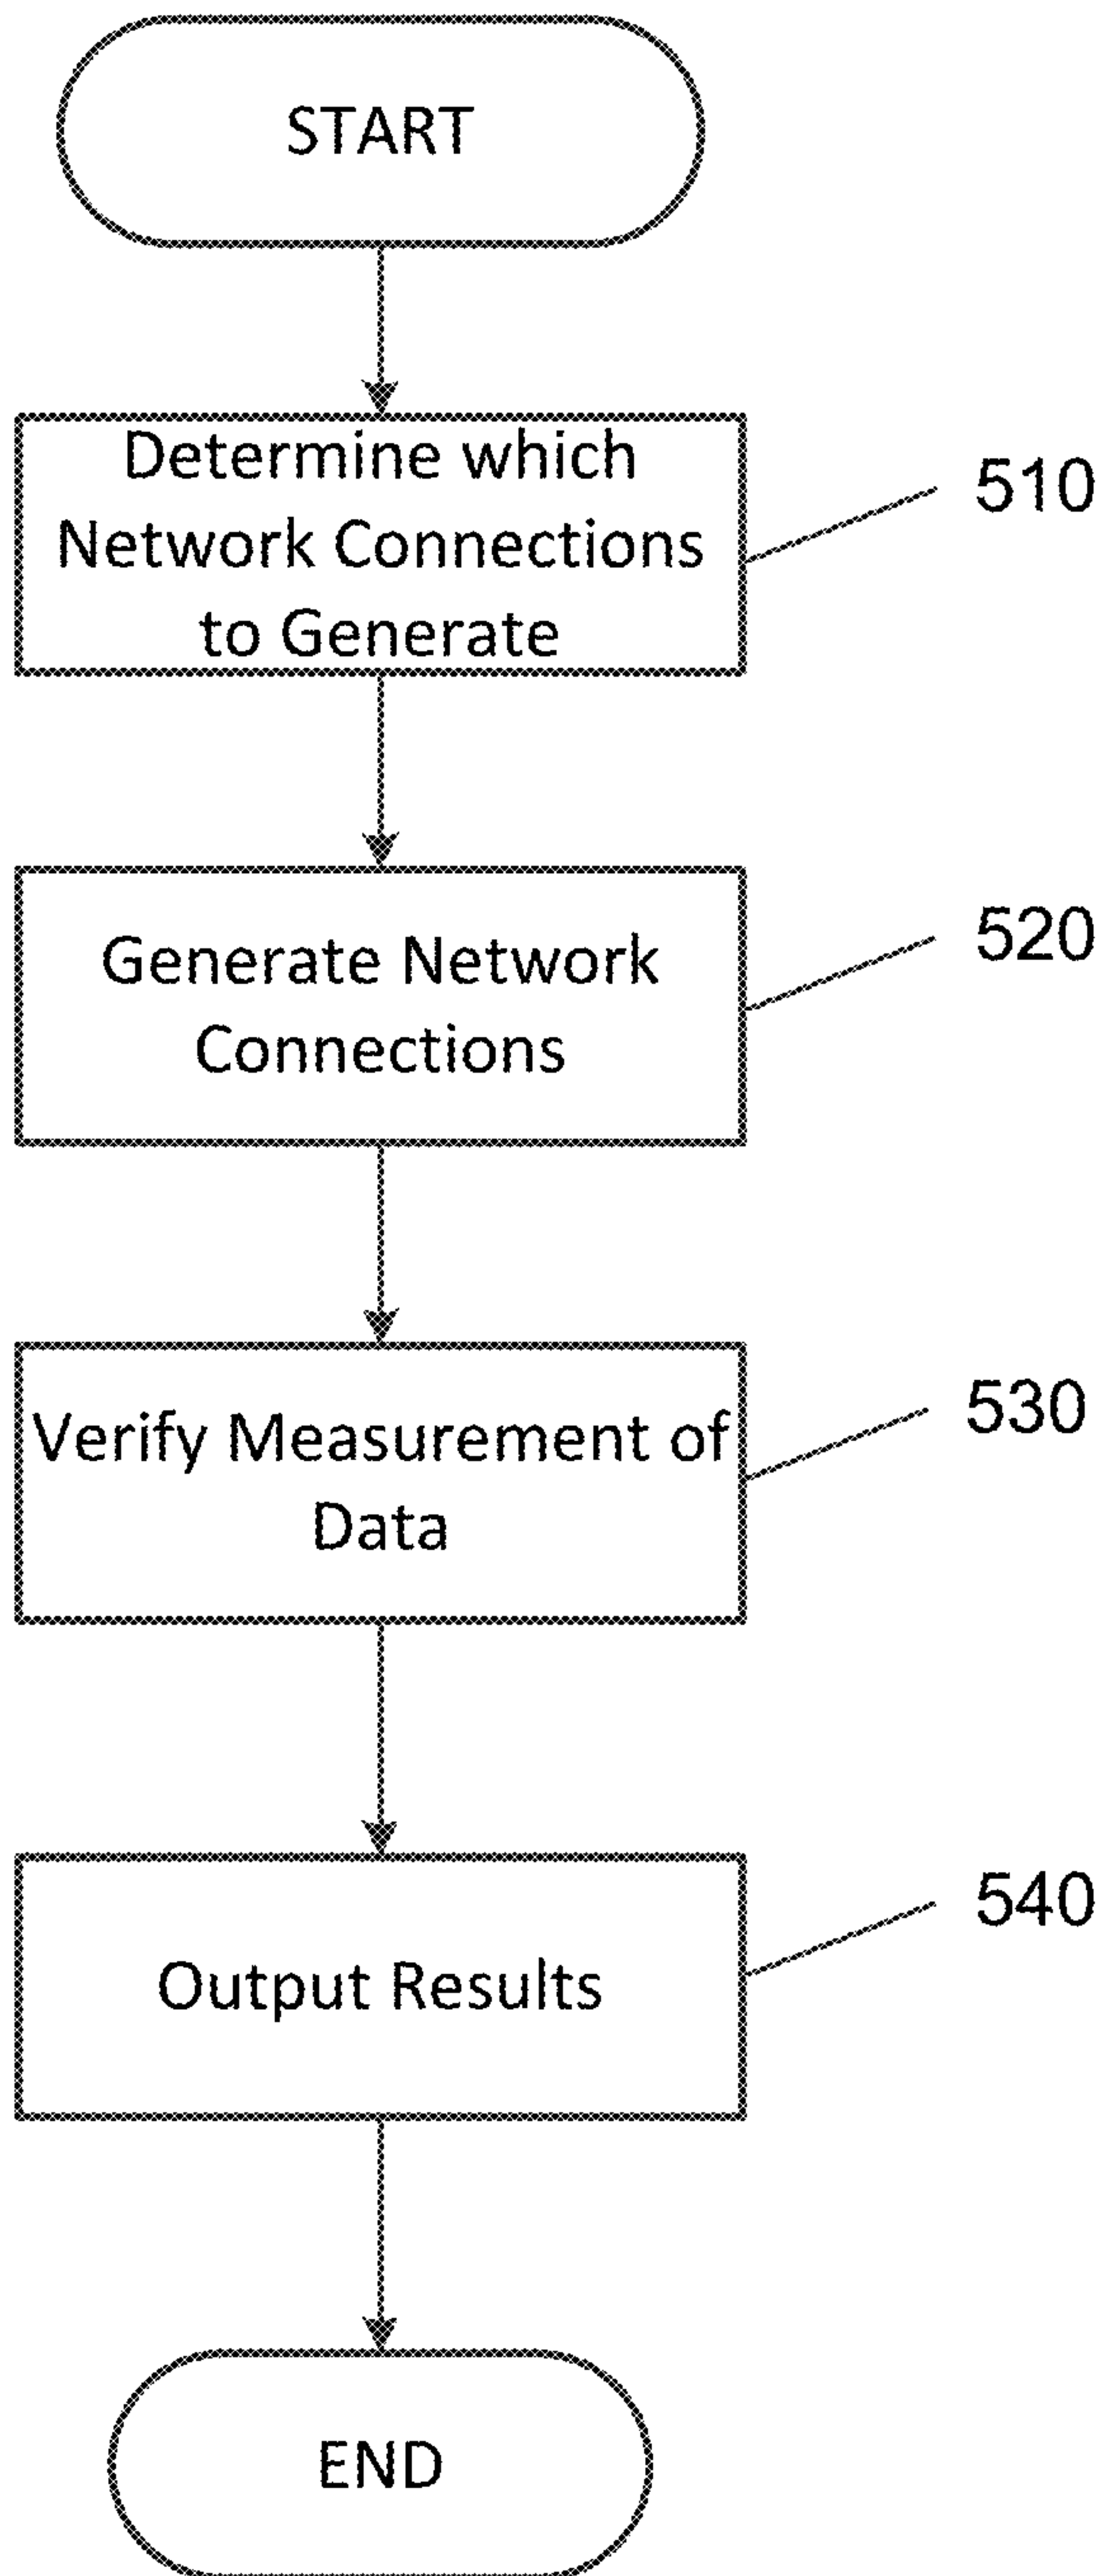 START
Determine which
Network Connections
to Generate
510
Generate Network
Connections
520
Verify Measurement of
Data
530
Output Results
540
END